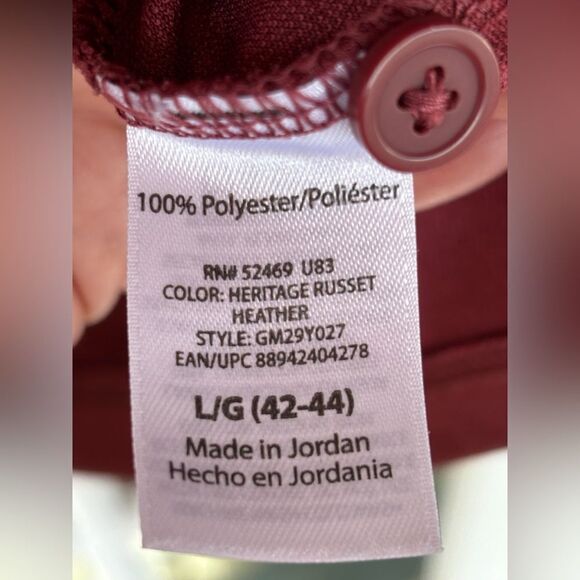 100% Polyester/Poliéster
RN# 52469 U83
COLOR: HERITAGE RUSSET
HEATHER
STYLE: GM29Y027
EAN/UPC 88942404278
L/G (42-44)
Made in Jordan
Hecho en Jordania